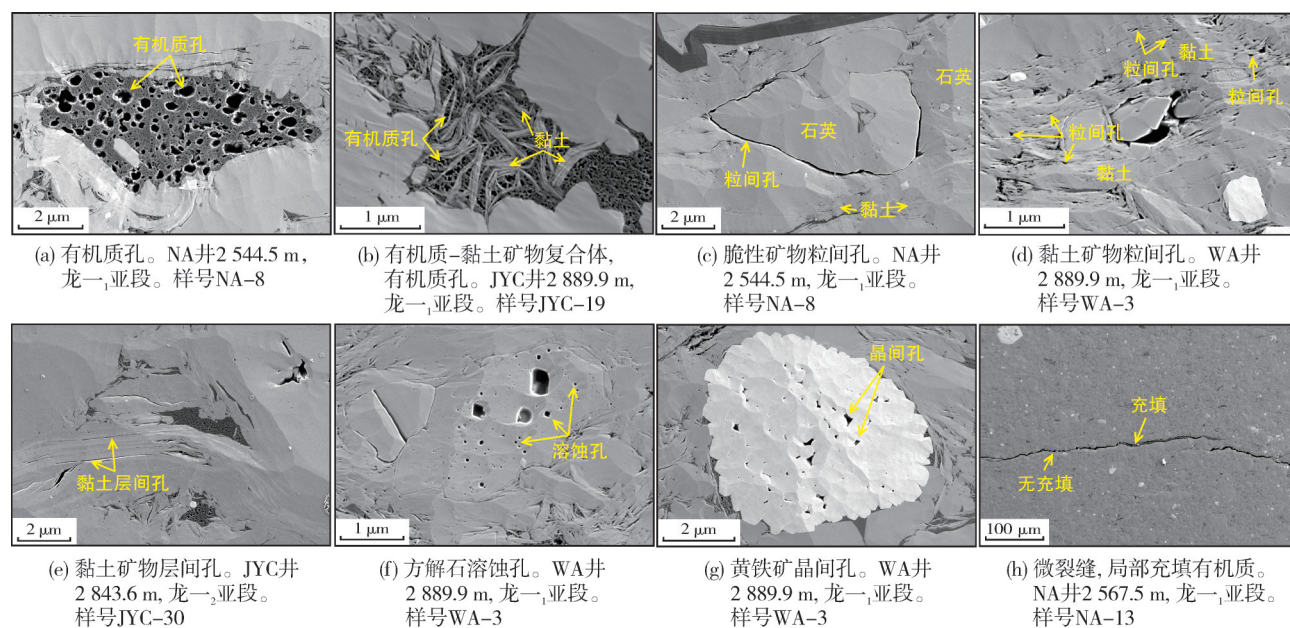 有机质孔
2 μm
有机质孔
黏土
1 μm
石英
石英
粒间孔
黏土
2 μm
黏土
粒间孔
粒间孔
粒间孔
黏土
1 μm
(a) 有机质孔。NA井2 544.5 m,
龙一₁亚段。样号NA-8
(b) 有机质-黏土矿物复合体,
有机质孔。JYC井2 889.9 m,
龙一₁亚段。样号JYC-19
(c) 脆性矿物粒间孔。NA井
2 544.5 m, 龙一₁亚段。
样号NA-8
(d) 黏土矿物粒间孔。WA井
2 889.9 m, 龙一₁亚段。
样号WA-3
黏土层间孔
2 μm
溶蚀孔
1 μm
晶间孔
2 μm
充填
无充填
100 μm
(e) 黏土矿物层间孔。JYC井
2 843.6 m, 龙一₂亚段。
样号JYC-30
(f) 方解石溶蚀孔。WA井
2 889.9 m, 龙一₁亚段。
样号WA-3
(g) 黄铁矿晶间孔。WA井
2 889.9 m, 龙一₁亚段。
样号WA-3
(h) 微裂缝, 局部充填有机质。
NA井2 567.5 m, 龙一₁亚段。
样号NA-13